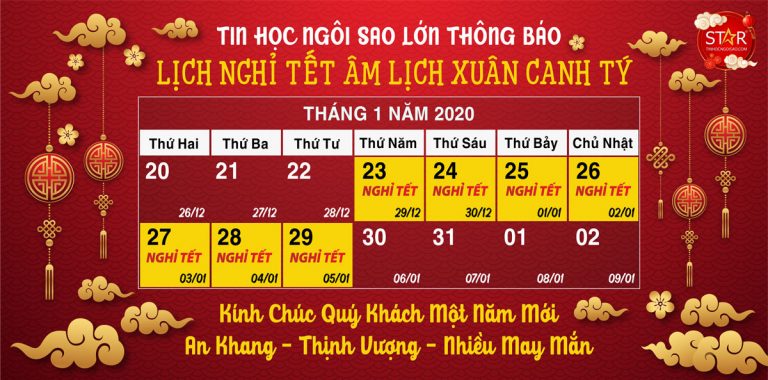 TIN HỌC NGÔI SAO LỚN THÔNG BÁO
STAR
TINHOCNGOISAO.COM
LỊCH NGHỈ TẾT ÂM LỊCH XUÂN CANH TÝ
THÁNG 1 NĂM 2020
Thứ Hai Thứ Ba Thứ Tư Thứ Năm Thứ Sáu Thứ Bảy Chủ Nhật
20 21 22 23 24 25 26
NGHỈ TẾT NGHỈ TẾT NGHỈ TẾT NGHỈ TẾT
26/12 27/12 28/12 29/12 30/12 01/01 02/01
27 28 29 30 31 01 02
NGHỈ TẾT NGHỈ TẾT NGHỈ TẾT
03/01 04/01 05/01 06/01 07/01 08/01 09/01
Kính Chúc Quý Khách Một Năm Mới
An Khang - Thịnh Vượng - Nhiều May Mắn